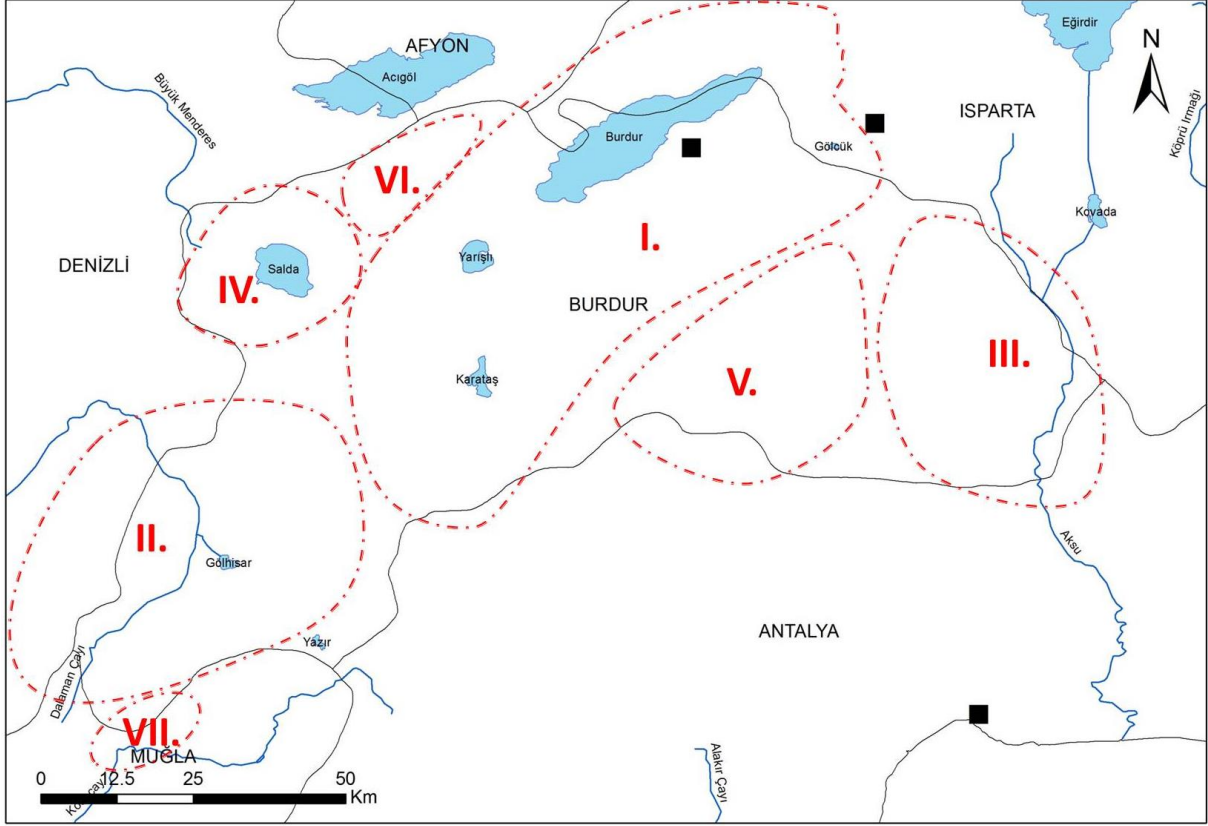 Eğirdir
N
AFYON
Acıgöl
Büyük Menderes
ISPARTA
Burdur
Gölcük
Köprü Irmağı
VI.
Kovada
I.
Yarışlı
DENİZLİ
Salda
IV.
BURDUR
III.
Karataş
V.
II.
Gölhisar
Aksu
ANTALYA
Yazır
Dalaman Çayı
VII.
MUĞLA
Alakır Çayı
0 12.5 25 50
Km